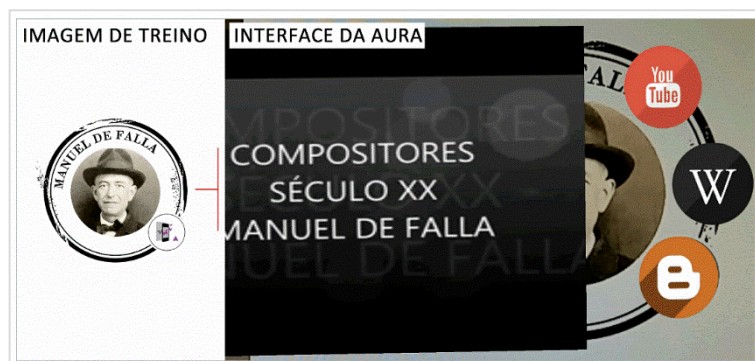 IMAGEM DE TREINO
INTERFACE DA AURA
MANUEL DE FALLA
COMPOSITORES
SÉCULO XX
MANUEL DE FALLA
You
Tube
W